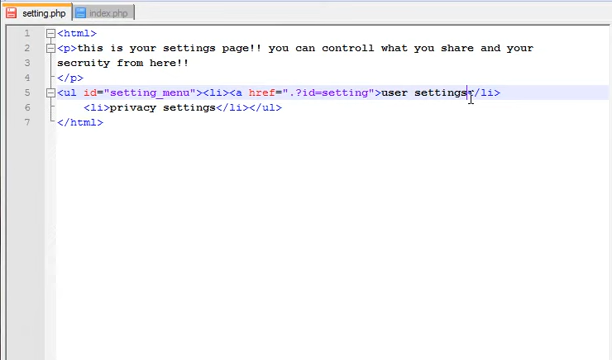 setting.php index.php
1 <html>
2 <p>this is your settings page!! you can controll what you share and your
3 secruity from here!!
4 </p>
5 <ul id="setting_menu"><li><a href=".?id=setting">user settings</li>
6 <li>privacy settings</li></ul>
7 </html>